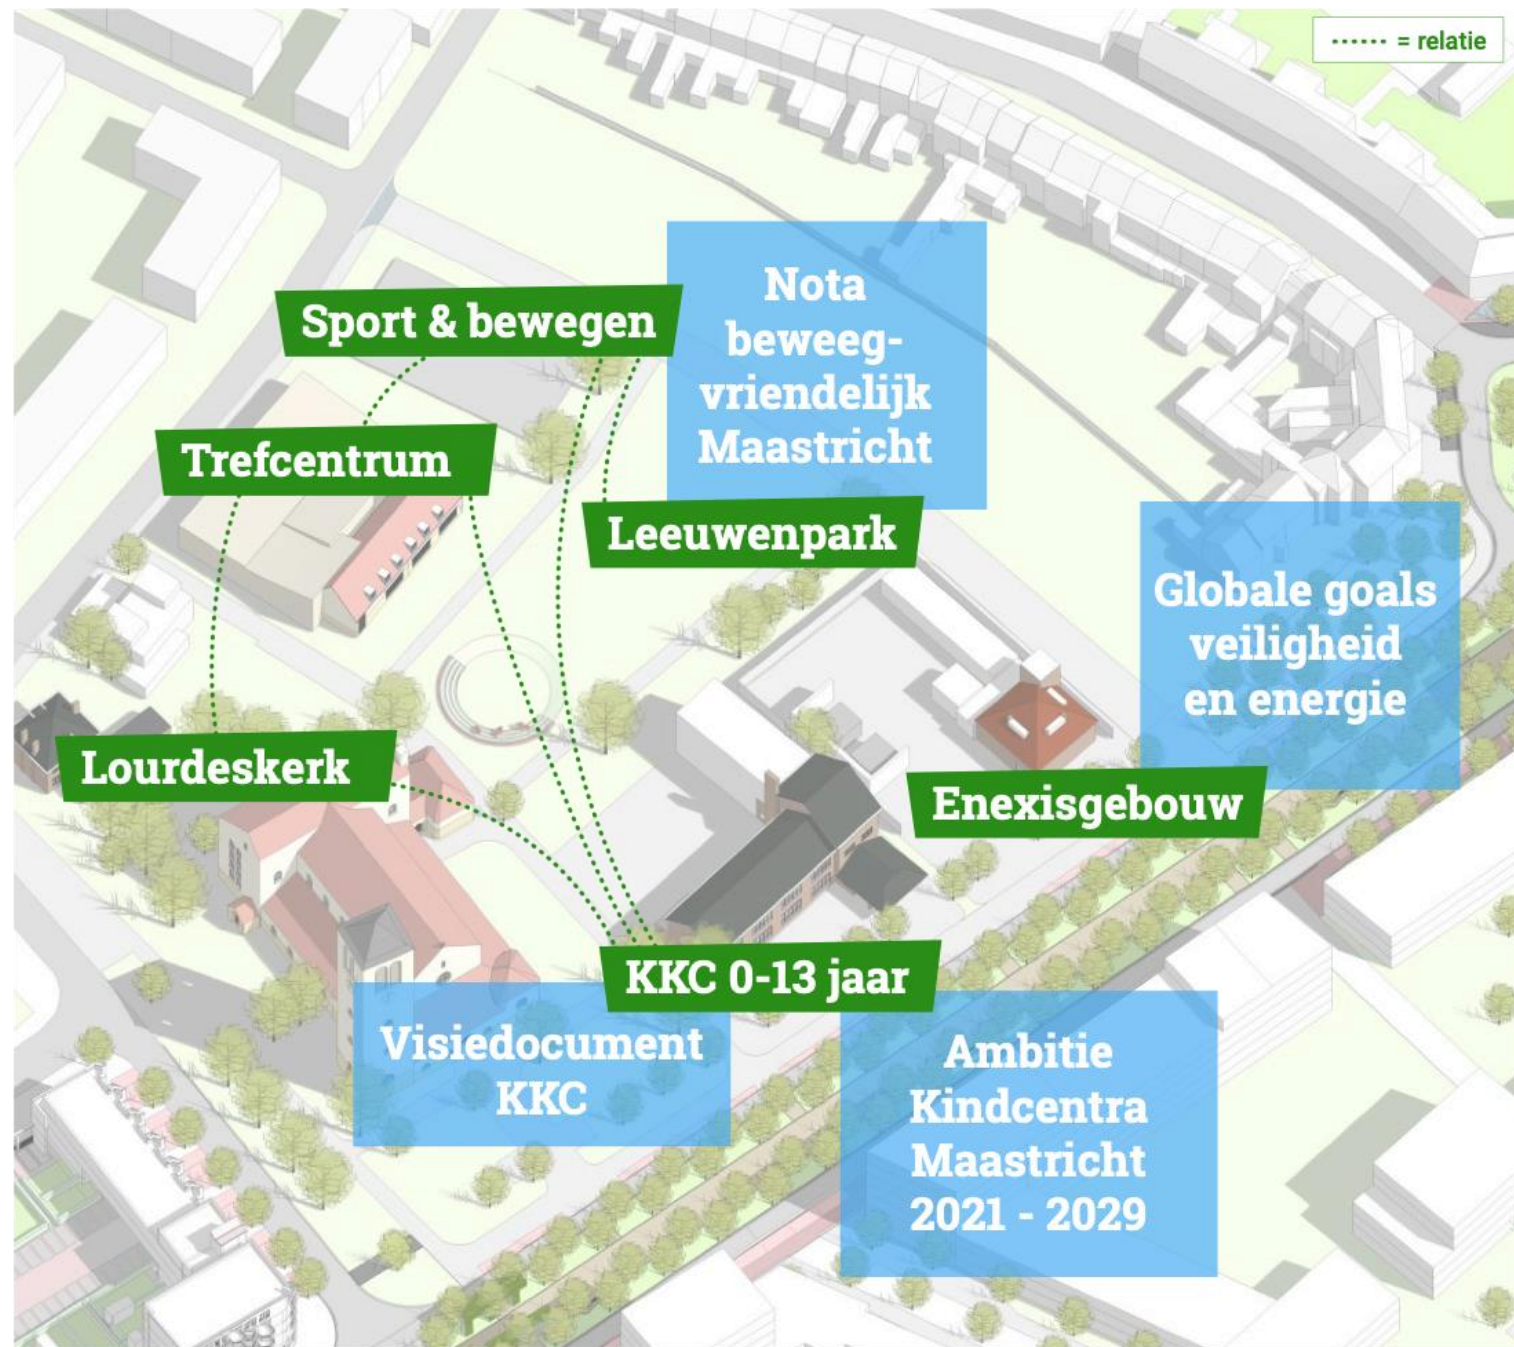 = relatie
Nota
beweeg-
vriendelijk
Maastricht
Sport & bewegen
Trefcentrum
Leeuwenpark
Globale goals
veiligheid
en energie
Lourdeskerk
Enexisgebouw
KKC 0-13 jaar
Visiedocument
KKC
Ambitie
Kindcentra
Maastricht
2021 - 2029